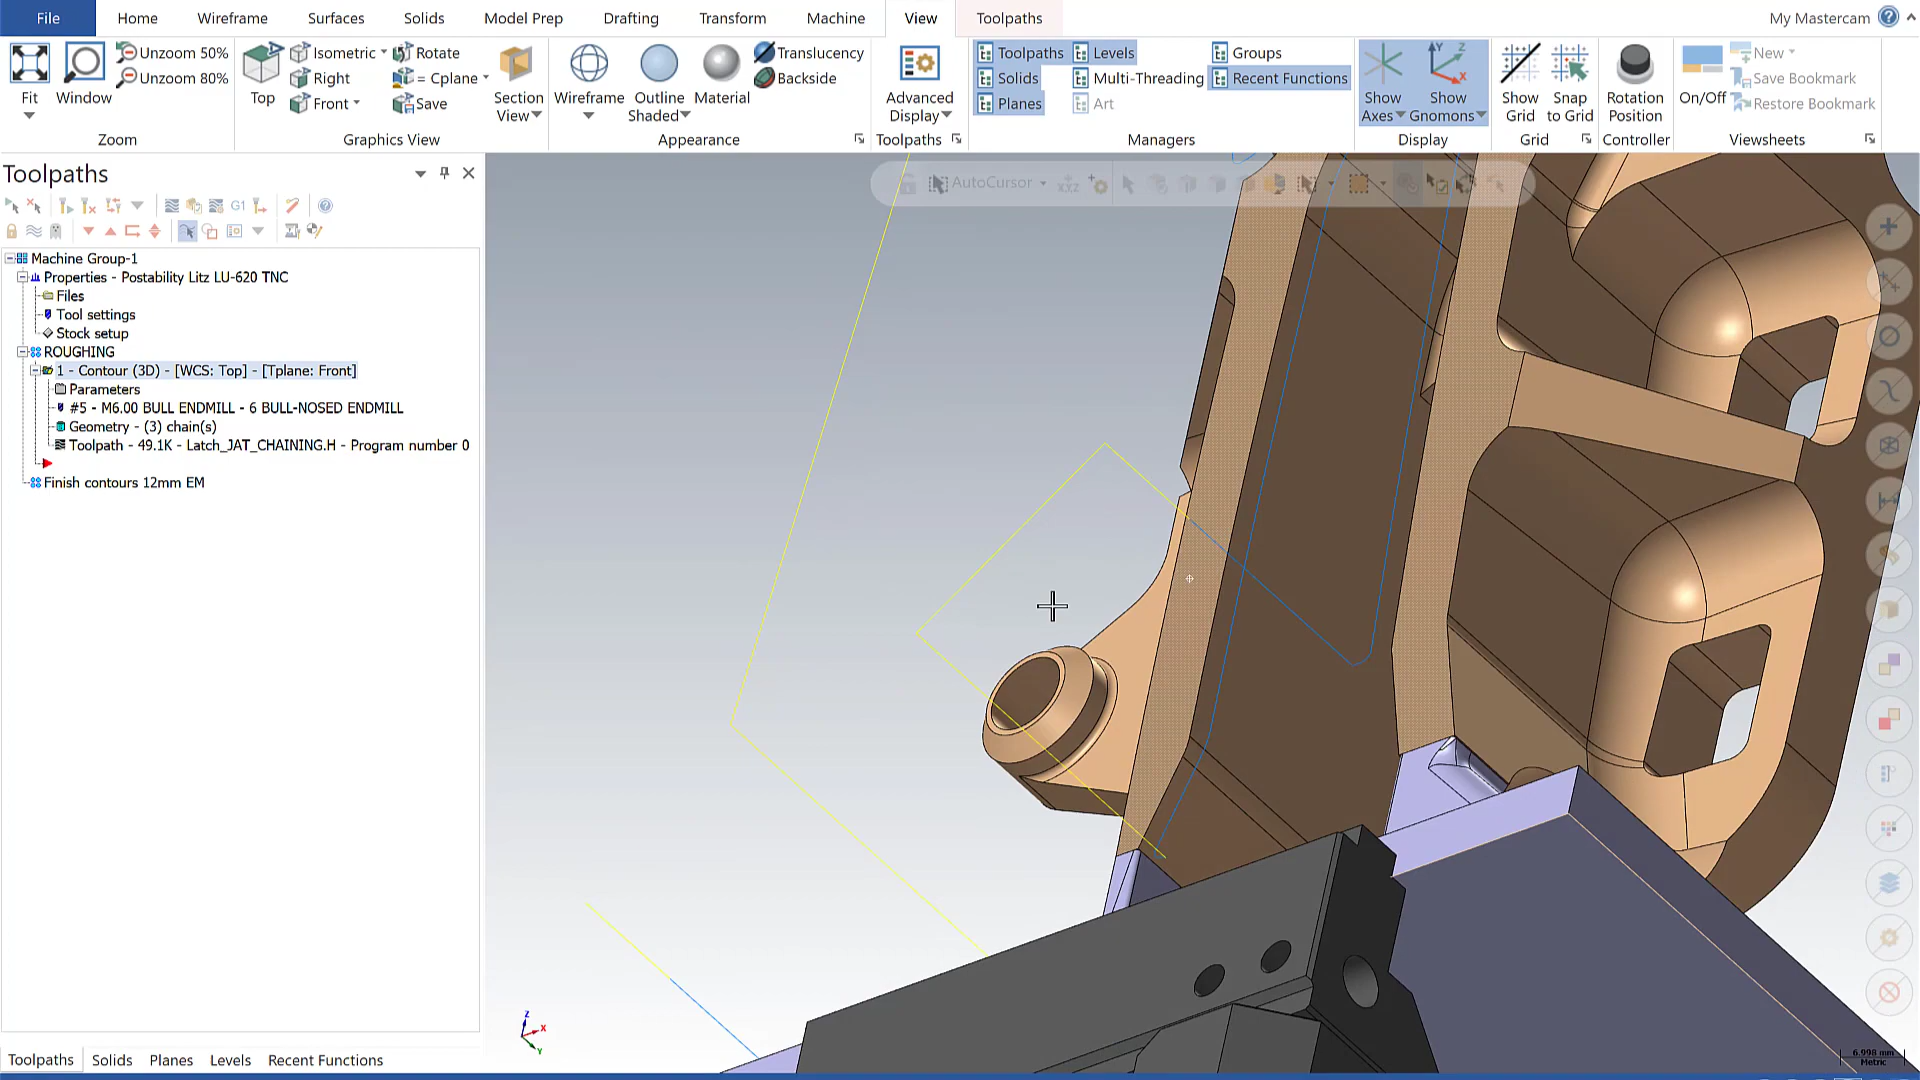 File Home Wireframe Surfaces Solids Model Prep Drafting Transform Machine View Toolpaths My Mastercam
Fit Window Unzoom 50% Unzoom 80%
Zoom
Top Isometric Right Front Rotate = Cplane Save Section View
Graphics View
Wireframe Outline Shaded Material Translucency Backside
Appearance
Advanced Display
Toolpaths
Toolpaths Levels Groups
Solids Multi-Threading Recent Functions
Planes Art
Managers
Show Axes Show Gnomons
Display
Show Grid Snap to Grid
Grid
Rotation Position
Controller
On/Off New Save Bookmark Restore Bookmark
Viewsheets
Toolpaths
G1
AutoCursor
XYZ
Machine Group-1
Properties - Postability Litz LU-620 TNC
Files
Tool settings
Stock setup
ROUGHING
1 - Contour (3D) - [WCS: Top] - [Tplane: Front]
Parameters
#5 - M6.00 BULL ENDMILL - 6 BULL-NOSED ENDMILL
Geometry - (3) chain(s)
Toolpath - 49.1K - Latch_JAT_CHAINING.H - Program number 0
Finish contours 12mm EM
Z
X
Y
6.998 mm
Metric
Toolpaths Solids Planes Levels Recent Functions